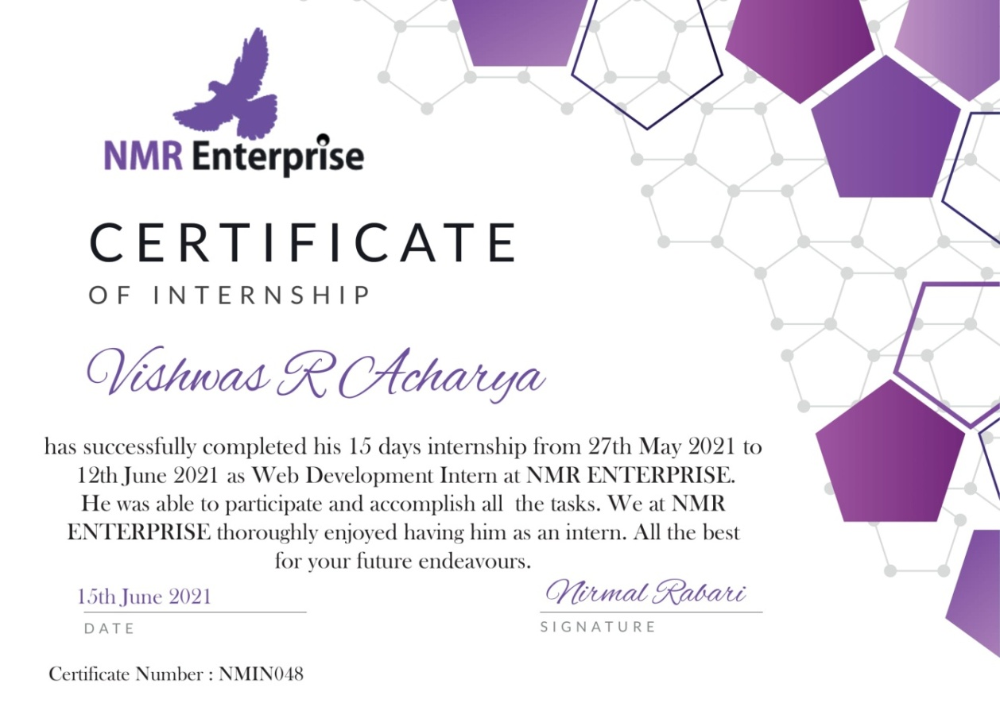 NMR Enterprise
CERTIFICATE
OF INTERNSHIP
Vishwas R Acharya
has successfully completed his 15 days internship from 27th May 2021 to
12th June 2021 as Web Development Intern at NMR ENTERPRISE.
He was able to participate and accomplish all the tasks. We at NMR
ENTERPRISE thoroughly enjoyed having him as an intern. All the best
for your future endeavours.
15th June 2021
DATE
Nirmal Rabari
SIGNATURE
Certificate Number : NMIN048